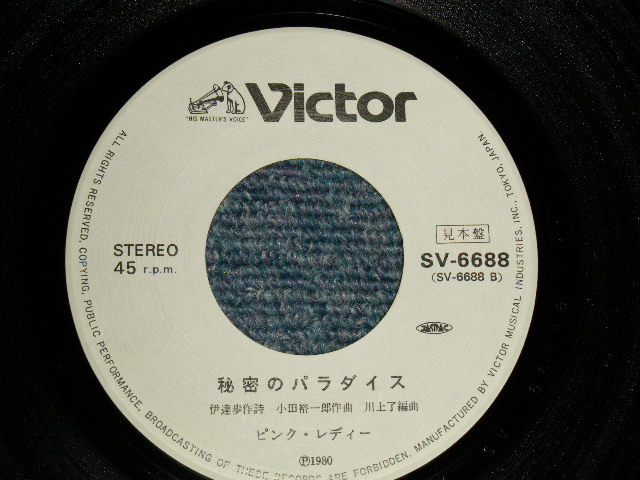 "HIS MASTER'S VOICE"
Victor
ALL RIGHTS RESERVED. COPYING, PUBLIC PERFORMANCE, BROADCASTING OF THESE RECORDS ARE FORBIDDEN. MANUFACTURED BY VICTOR MUSICAL INDUSTRIES, INC., TOKYO, JAPAN.
STEREO
45 r.p.m.
見本盤
SV-6688
(SV-6688 B)
JASRAC
秘密のパラダイス
伊達歩作詩 小田裕一郎作曲 川上了編曲
ピンク・レディー
Ⓟ1980